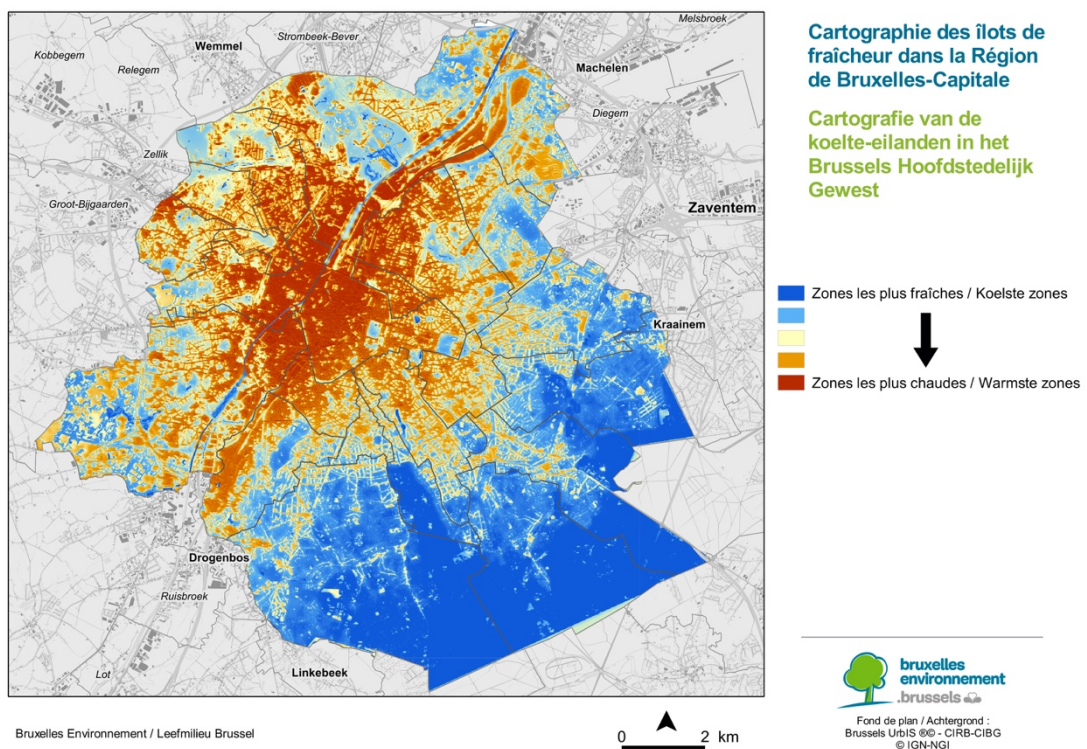 Cartographie des îlots de
fraîcheur dans la Région
de Bruxelles-Capitale
Cartografie van de
koelte-eilanden in het
Brussels Hoofdstedelijk
Gewest
Melsbroek
Strombeek-Bever
Wemmel
Kobbegem
Relegem
Machelen
Diegem
Zellik
Groot-Bijgaarden
Zaventem
Kraainem
Drogenbos
Ruisbroek
Linkebeek
Lot
Zones les plus fraîches / Koelste zones
Zones les plus chaudes / Warmste zones
Bruxelles Environnement / Leefmilieu Brussel
0 2 km
bruxelles
environnement
.brussels
Fond de plan / Achtergrond :
Brussels UrbIS ®© - CIRB-CIBG
© IGN-NGI